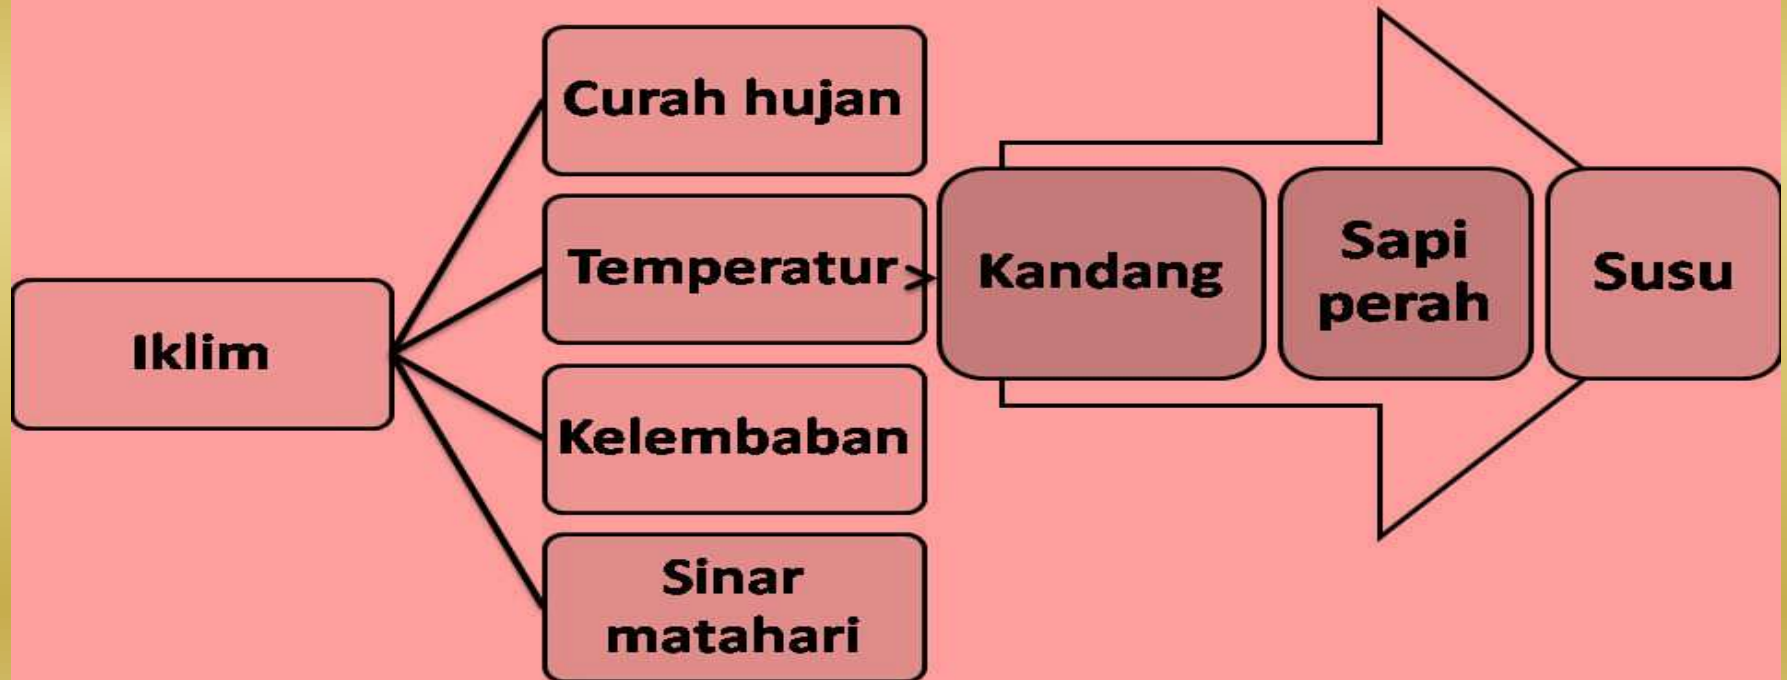 Iklim
Curah hujan
Temperatur
Kelembaban
Sinar
matahari
Kandang
Sapi
perah
Susu